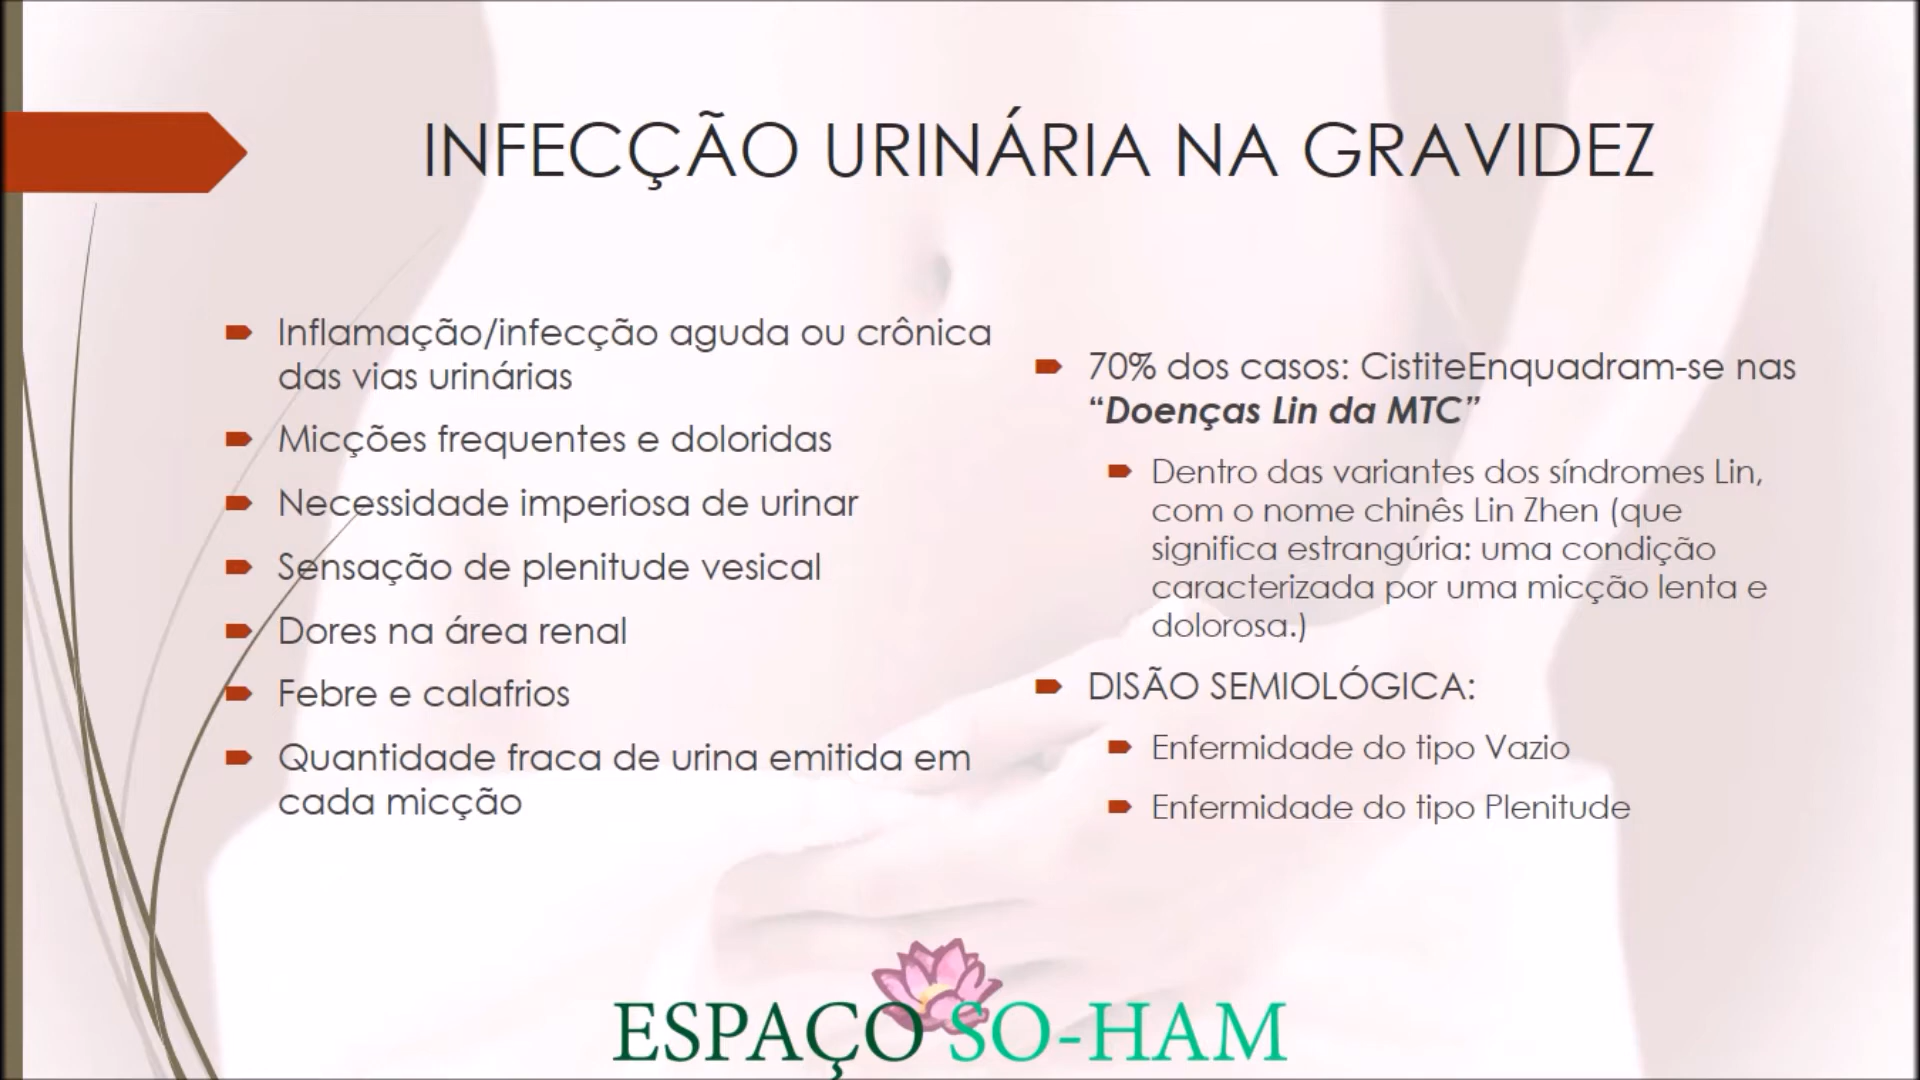 INFECÇÃO URINÁRIA NA GRAVIDEZ
Inflamação/infecção aguda ou crônica
das vias urinárias
Micções frequentes e doloridas
Necessidade imperiosa de urinar
Sensação de plenitude vesical
Dores na área renal
Febre e calafrios
Quantidade fraca de urina emitida em
cada micção
70% dos casos: CistiteEnquadram-se nas
“Doenças Lin da MTC”
Dentro das variantes dos síndromes Lin,
com o nome chinês Lin Zhen (que
significa estrangúria: uma condição
caracterizada por uma micção lenta e
dolorosa.)
DISÃO SEMIOLÓGICA:
Enfermidade do tipo Vazio
Enfermidade do tipo Plenitude
ESPAÇO SO-HAM